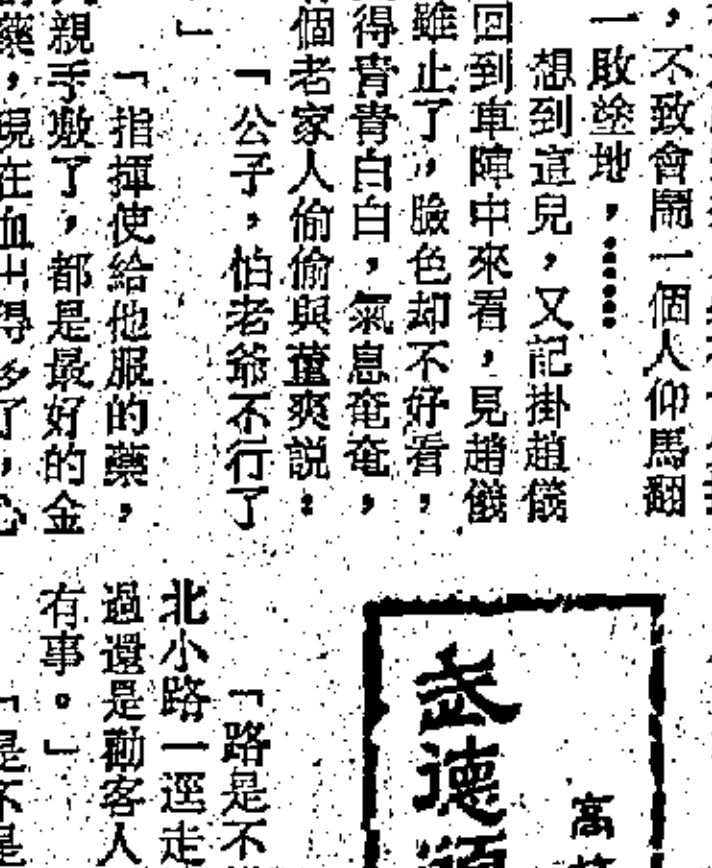 ，不致會鬧一個人仰馬翻
一敗塗地，……
想到這兒，又記掛趙儀
回到車陣中來看，見趙儀
雖止了，臉色却不好看，
得青青白白，氣息奄奄，
個老家人偷偷與董爽説：
「公子，怕老爺不行了
」
「指揮使給他服的藥，
親手敷了，都是最好的金
藥，現在血出得多了，心
武德
高
「路是不
北小路一逕走
過還是勸客人
有事。」
「是不是